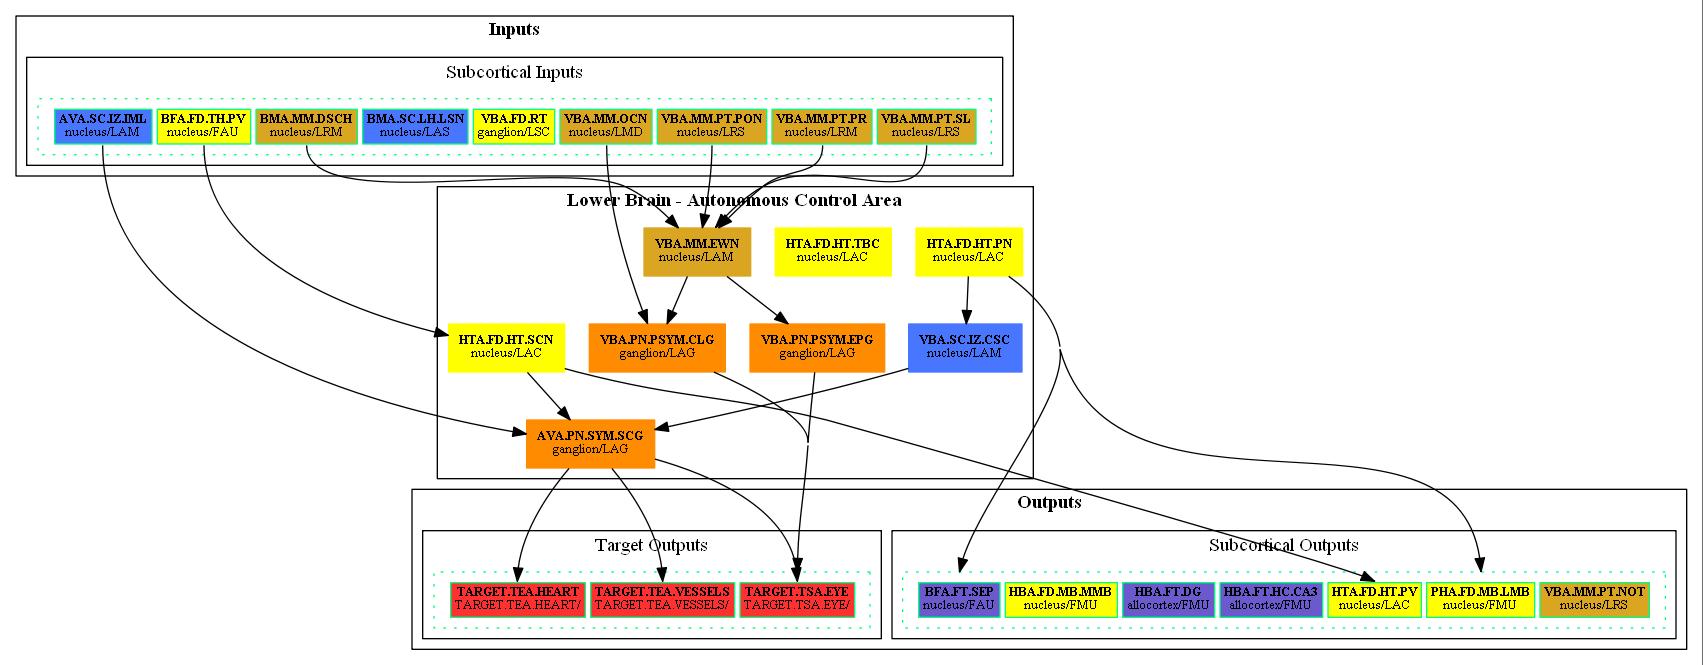 Inputs
Subcortical Inputs
AVA.SC.IZ.IML
nucleus/LAM
BFA.FD.TH.PV
nucleus/FAU
BMA.MM.DSCH
nucleus/LRM
BMA.SC.LH.LSN
nucleus/LAS
VBA.FD.RT
ganglion/LSC
VBA.MM.OCN
nucleus/LMD
VBA.MM.PT.PON
nucleus/LRS
VBA.MM.PT.PR
nucleus/LRM
VBA.MM.PT.SL
nucleus/LRS
Lower Brain - Autonomous Control Area
VBA.MM.EWN
nucleus/LAM
HTA.FD.HT.TBC
nucleus/LAC
HTA.FD.HT.PN
nucleus/LAC
HTA.FD.HT.SCN
nucleus/LAC
VBA.PN.PSYM.CLG
ganglion/LAG
VBA.PN.PSYM.EPG
ganglion/LAG
VBA.SC.IZ.CSC
nucleus/LAM
AVA.PN.SYM.SCG
ganglion/LAG
Outputs
Target Outputs
TARGET.TEA.HEART
TARGET.TEA.HEART/
TARGET.TEA.VESSELS
TARGET.TEA.VESSELS/
TARGET.TSA.EYE
TARGET.TSA.EYE/
Subcortical Outputs
BFA.FT.SEP
nucleus/FAU
HBA.FD.MB.MMB
nucleus/FMU
HBA.FT.DG
allocortex/FMU
HBA.FT.HC.CA3
allocortex/FMU
HTA.FD.HT.PV
nucleus/LAC
PHA.FD.MB.LMB
nucleus/FMU
VBA.MM.PT.NOT
nucleus/LRS